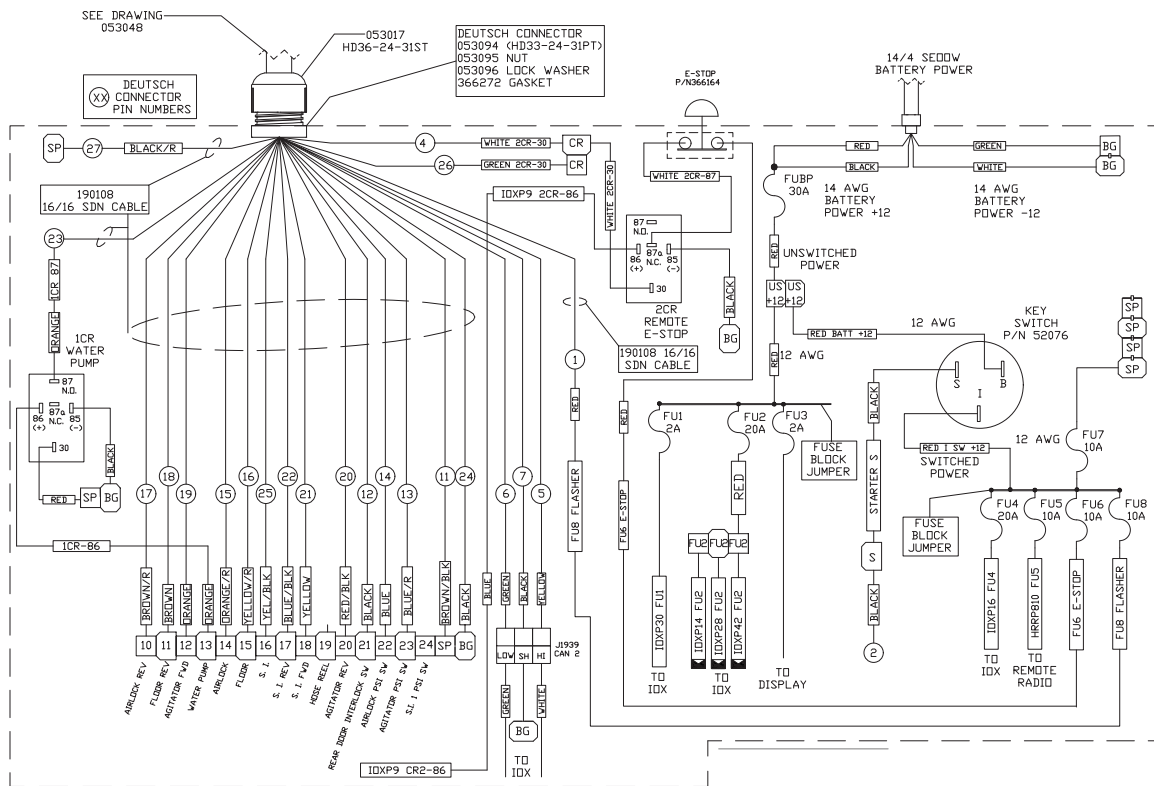 SEE DRAWING
053048
053017
HD36-24-31ST
DEUTSCH CONNECTOR
053094 (HD33-24-31PT)
053095 NUT
053096 LOCK WASHER
366272 GASKET
XX
DEUTSCH
CONNECTOR
PIN NUMBERS
E-STOP
P/N366164
14/4 SEOOW
BATTERY POWER
SP
27
BLACK/R
4
WHITE 2CR-30
CR
26
GREEN 2CR-30
CR
WHITE 2CR-30
WHITE 2CR-87
IOXP9 2CR-86
RED
BLACK
GREEN
WHITE
BG
BG
FUBP
30A
14 AWG
BATTERY
POWER +12
14 AWG
BATTERY
POWER -12
190108
16/16 SDN CABLE
23
1CR 87
ORANGE
1CR
WATER
PUMP
87
N.O.
86
(+)
87a
N.C.
85
(-)
30
BLACK
RED
SP
BG
1CR-86
87
N.O.
86
(+)
87a
N.C.
85
(-)
30
BLACK
BG
2CR
REMOTE
E-STOP
190108 16/16
SDN CABLE
RED
UNSWITCHED
POWER
US
+12
US
+12
RED BATT +12
12 AWG
RED
12 AWG
KEY
SWITCH
P/N 52076
S
B
I
SP
SP
SP
SP
BLACK
STARTER S
S
BLACK
2
RED I SW +12
SWITCHED
POWER
12 AWG
FU7
10A
FU1
2A
FU2
20A
FU3
2A
FUSE
BLOCK
JUMPER
RED
FU2
FU2
FU2
IOXP30 FU1
IOXP14 FU2
IOXP28 FU2
IOXP42 FU2
TO
IOX
TO
IOX
TO
DISPLAY
FUSE
BLOCK
JUMPER
FU4
20A
FU5
10A
FU6
10A
FU8
10A
IOXP16 FU4
HRRP810 FU5
FU6 E-STOP
FU8 FLASHER
TO
IOX
TO
REMOTE
RADIO
1
RED
FU8 FLASHER
RED
FU6 E-STOP
17
18
19
15
16
25
22
21
20
12
14
13
11
24
6
7
5
BROWN/R
BROWN
ORANGE
ORANGE
ORANGE/R
YELLOW/R
YEL/BLK
BLUE/BLK
YELLOW
RED/BLK
BLACK
BLUE
BLUE/R
BROWN/BLK
BLACK
BLUE
GREEN
BLACK
YELLOW
10
11
12
13
14
15
16
17
18
19
20
21
22
23
24
SP
BG
LOW
SH
HI
J1939
CAN 2
AIRLOCK REV
FLOOR REV
AGITATOR FWD
WATER PUMP
AIRLOCK
FLOOR
S. I.
S. I. REV
S. I. FWD
HOSE REEL
AGITATOR REV
REAR DOOR INTERLOCK SW
AIRLOCK PSI SW
AGITATOR PSI SW
S.I. 1 PSI SW
GREEN
WHITE
BG
TO
IOX
IOXP9 CR2-86